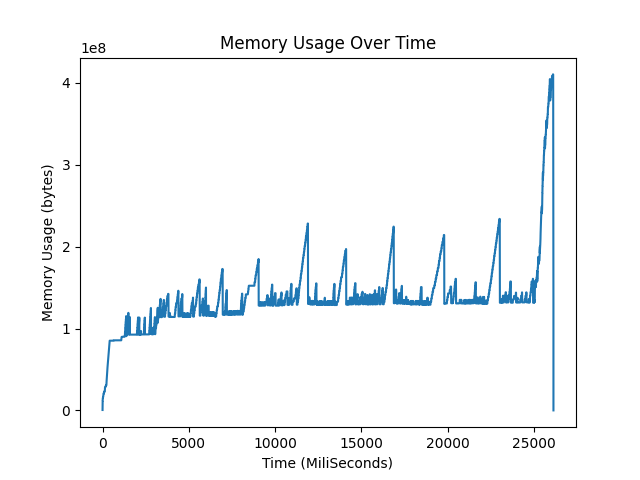 Memory Usage Over Time
1e8
4
3
2
1
0
Memory Usage (bytes)
0 5000 10000 15000 20000 25000
Time (MiliSeconds)